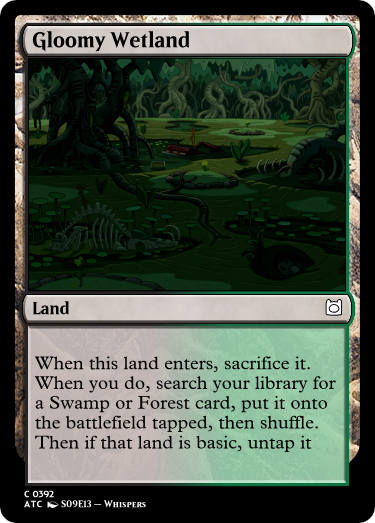 Gloomy Wetland
Land
When this land enters, sacrifice it.
When you do, search your library for
a Swamp or Forest card, put it onto
the battlefield tapped, then shuffle.
Then if that land is basic, untap it
C 0392
ATC S09E13 – Whispers